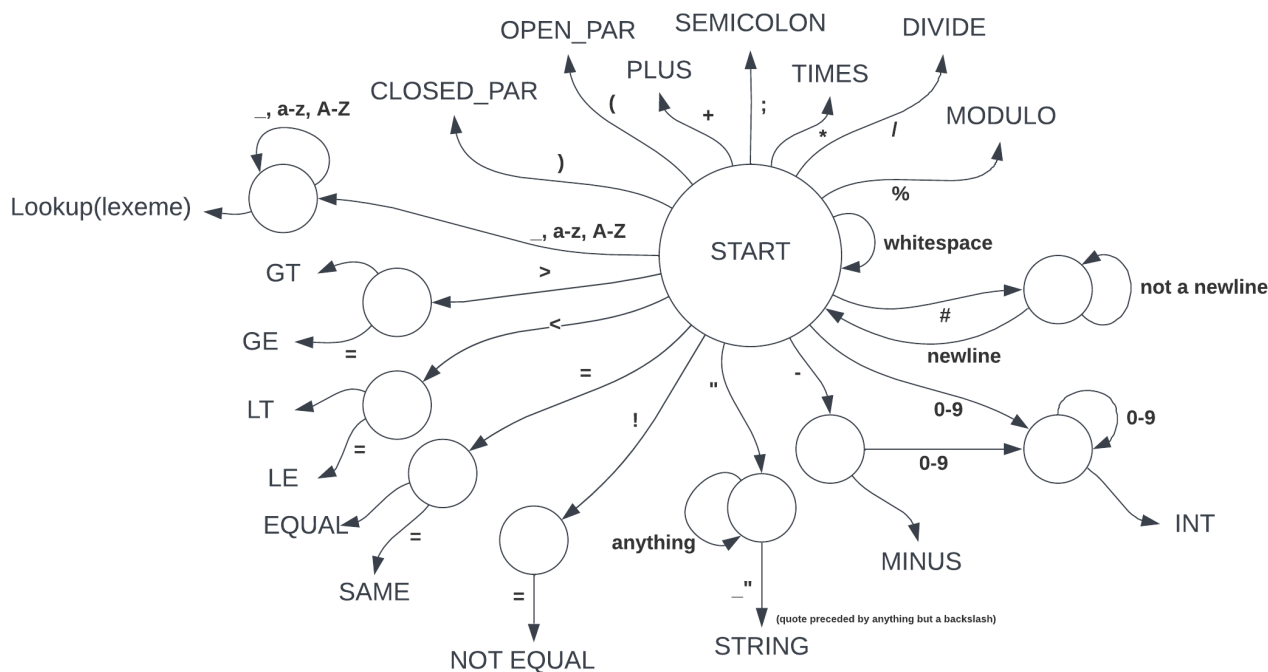 SEMICOLON
OPEN_PAR
DIVIDE
PLUS
TIMES
CLOSED_PAR
MODULO
_, a-z, A-Z
(
+
;
*
/
)
%
Lookup(lexeme)
_, a-z, A-Z
START
whitespace
GT
>
not a newline
#
GE
=
<
newline
=
"
-
LT
0-9
0-9
!
=
0-9
LE
EQUAL
INT
=
anything
MINUS
SAME
=
_"
(quote preceded by anything but a backslash)
STRING
NOT EQUAL